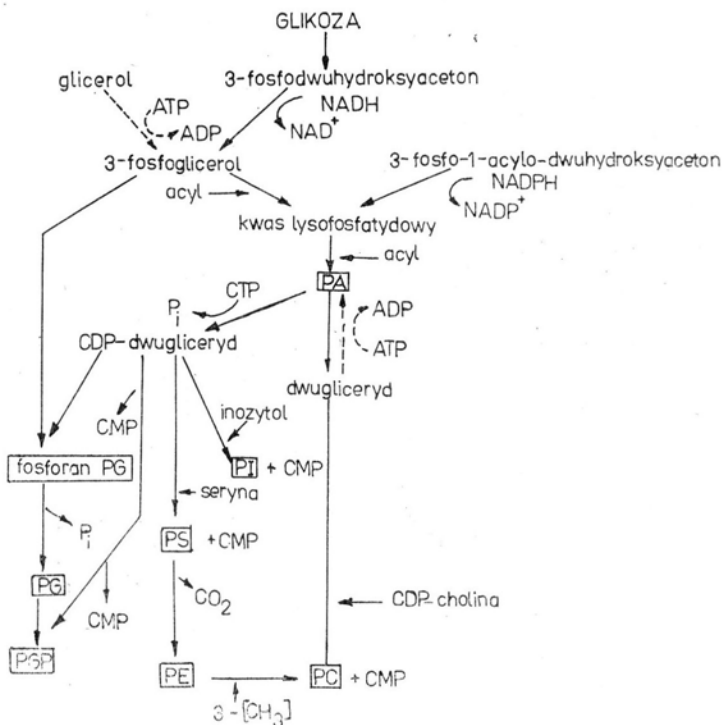 GLIKOZA
3-fosfodwuhydroksyaceton
glicerol
NADH
NAD+
ATP
ADP
3-fosfoglicerol
3-fosfo-1-acylo-dwuhydroksyaceton
acyl
NADPH
NADP+
kwas lysofosfatydowy
acyl
PA
CTP
Pi
ADP
ATP
CDP-dwugliceryd
dwugliceryd
inozytol
CMP
fosforan PG
PI + CMP
seryna
Pi
PS + CMP
PG
CO2
CMP
CDP-cholina
PGP
PE
PC + CMP
3-[CH3]